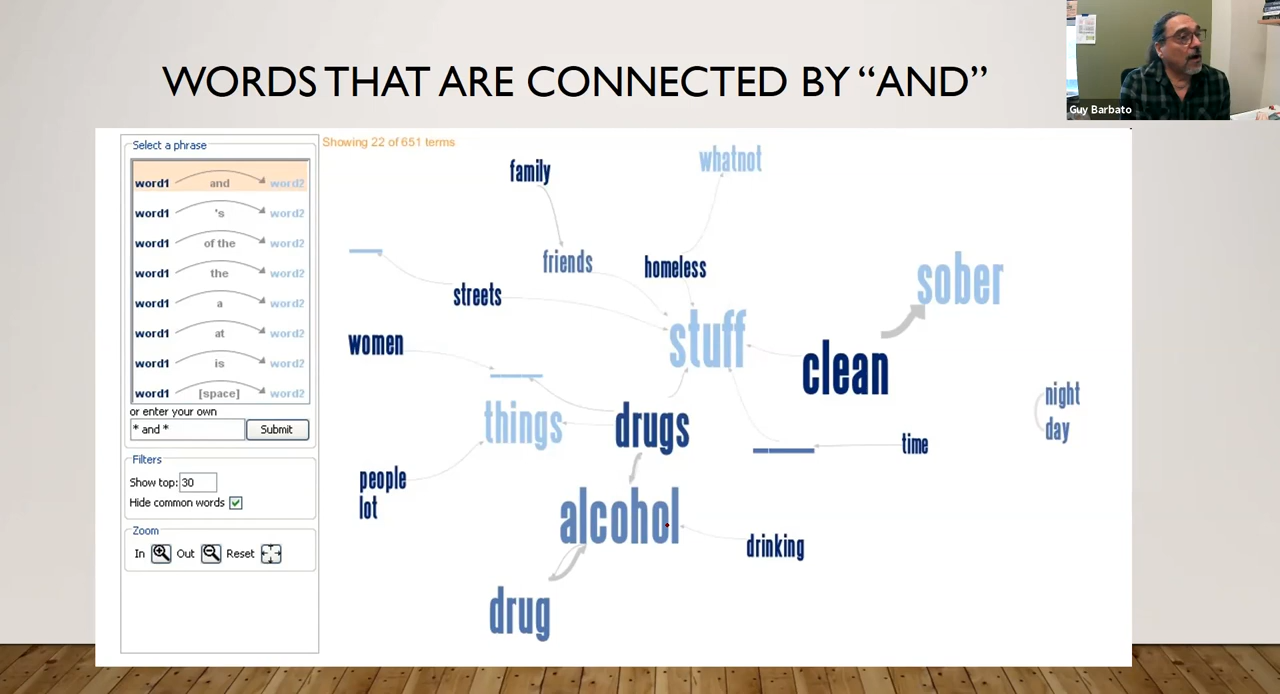 WORDS THAT ARE CONNECTED BY “AND”
Guy Barbato
Select a phrase
word1 and word2
word1 's word2
word1 of the word2
word1 the word2
word1 a word2
word1 at word2
word1 is word2
word1 [space] word2
or enter your own
* and *
Submit
Filters
Show top: 30
Hide common words
Zoom
In Out Reset
Showing 22 of 651 terms
family
whatnot
friends
homeless
sober
streets
stuff
women
clean
things
drugs
night
day
time
people
lot
alcohol
drinking
drug